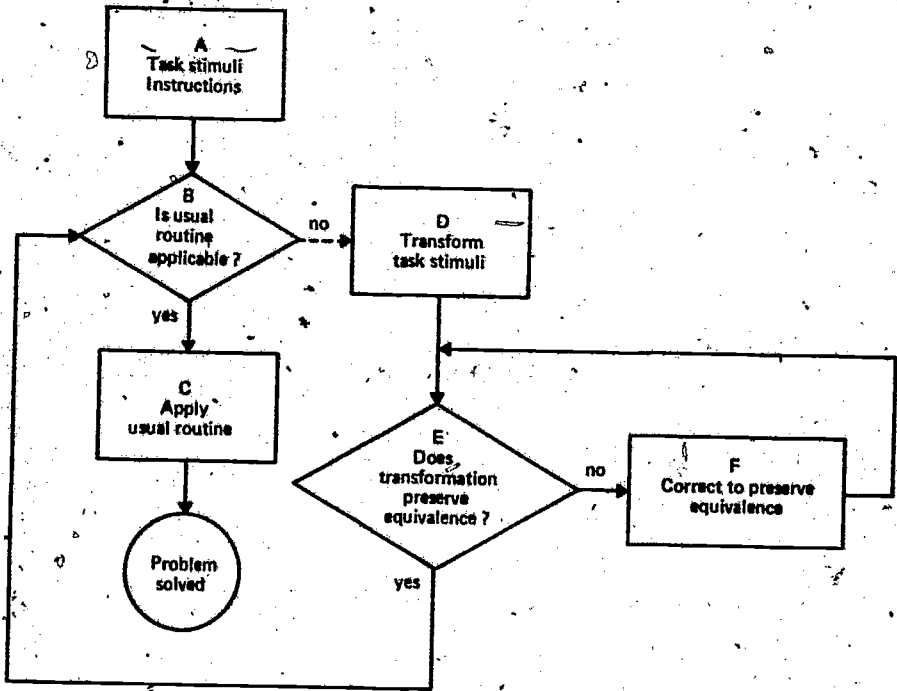 A
Task stimuli
Instructions
B
Is usual
routine
applicable ?
no
D
Transform
task stimuli
yes
C
Apply
usual routine
E
Does
transformation
preserve
equivalence ?
no
F
Correct to preserve
equivalence
Problem
solved
yes